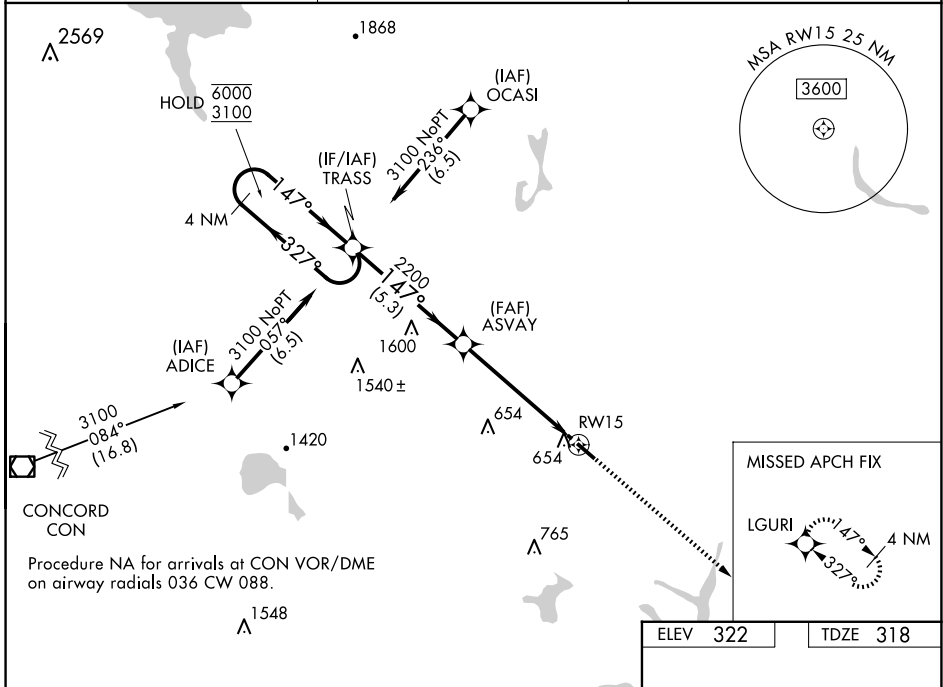 2569
1868
MSA RW15 25 NM
3600
(IAF)
OCASI
HOLD 6000
3100
3100 NoPT
236°
(6.5)
(IF/IAF)
TRASS
147°
4 NM
327°
2200
147°
(5.3)
(FAF)
ASVAY
3100 NoPT
057°
(6.5)
(IAF)
ADICE
1600
1540 ±
3100
084°
(16.8)
1420
654
RW15
654
CONCORD
CON
MISSED APCH FIX
LGURI
147°
4 NM
327°
765
Procedure NA for arrivals at CON VOR/DME
on airway radials 036 CW 088.
1548
ELEV 322
TDZE 318